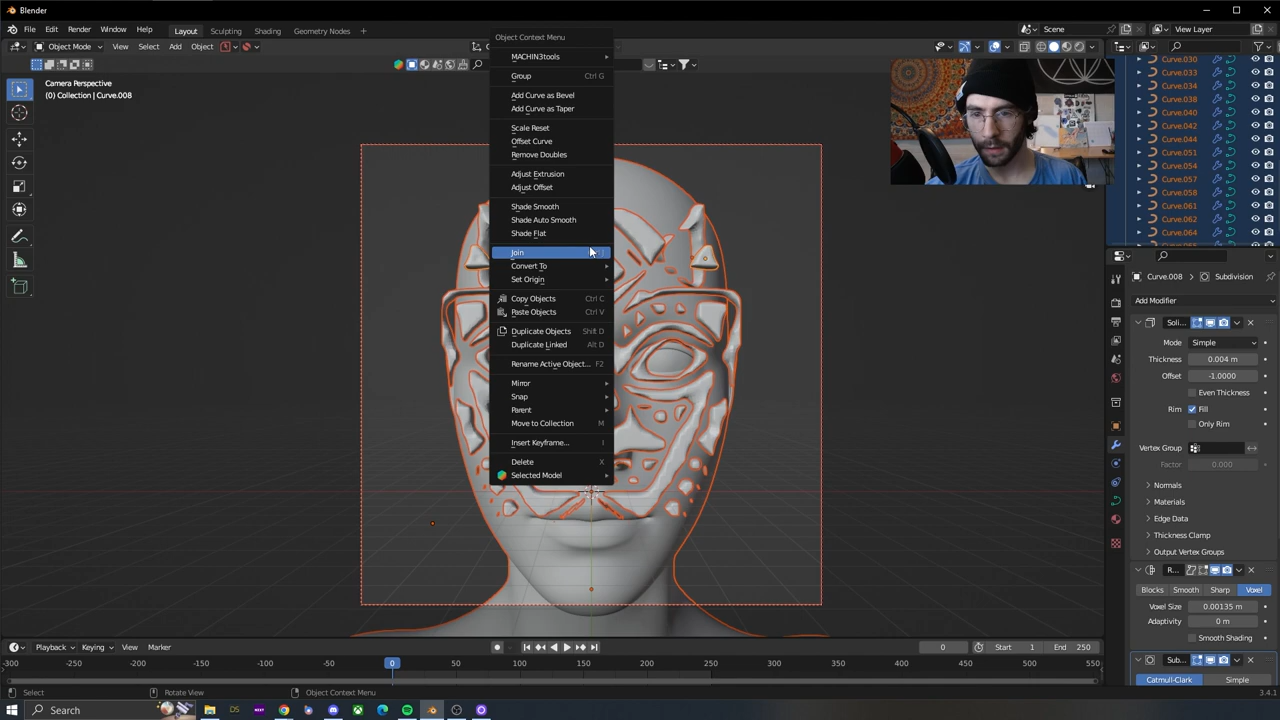 Blender
File Edit Render Window Help
Layout Sculpting Shading Geometry Nodes +
Scene
View Layer
Object Mode View Select Add Object
Camera Perspective
(0) Collection | Curve.008
Object Context Menu
MACHIN3tools
Group Ctrl G
Add Curve as Bevel
Add Curve as Taper
Scale Reset
Offset Curve
Remove Doubles
Adjust Extrusion
Adjust Offset
Shade Smooth
Shade Auto Smooth
Shade Flat
Join
Convert To
Set Origin
Copy Objects Ctrl C
Paste Objects Ctrl V
Duplicate Objects Shift D
Duplicate Linked Alt D
Rename Active Object... F2
Mirror
Snap
Parent
Move to Collection M
Insert Keyframe... I
Delete X
Selected Model
Curve.030
Curve.033
Curve.034
Curve.038
Curve.040
Curve.042
Curve.044
Curve.051
Curve.054
Curve.057
Curve.058
Curve.061
Curve.062
Curve.064
Curve.065
Curve.008 Subdivision
Add Modifier
Soli...
Mode Simple
Thickness 0.004 m
Offset -1.0000
Even Thickness
Rim Fill
Only Rim
Vertex Group
Factor 0.000
Normals
Materials
Edge Data
Thickness Clamp
Output Vertex Groups
R...
Blocks Smooth Sharp Voxel
Voxel Size 0.00135 m
Adaptivity 0 m
Smooth Shading
Sub...
Catmull-Clark Simple
Playback Keying View Marker
0 Start 1 End 250
-300 -250 -200 -150 -100 -50 0 50 100 150 200 250 300 350 400 450 500 550
Select Rotate View Object Context Menu 3.4.1
Search